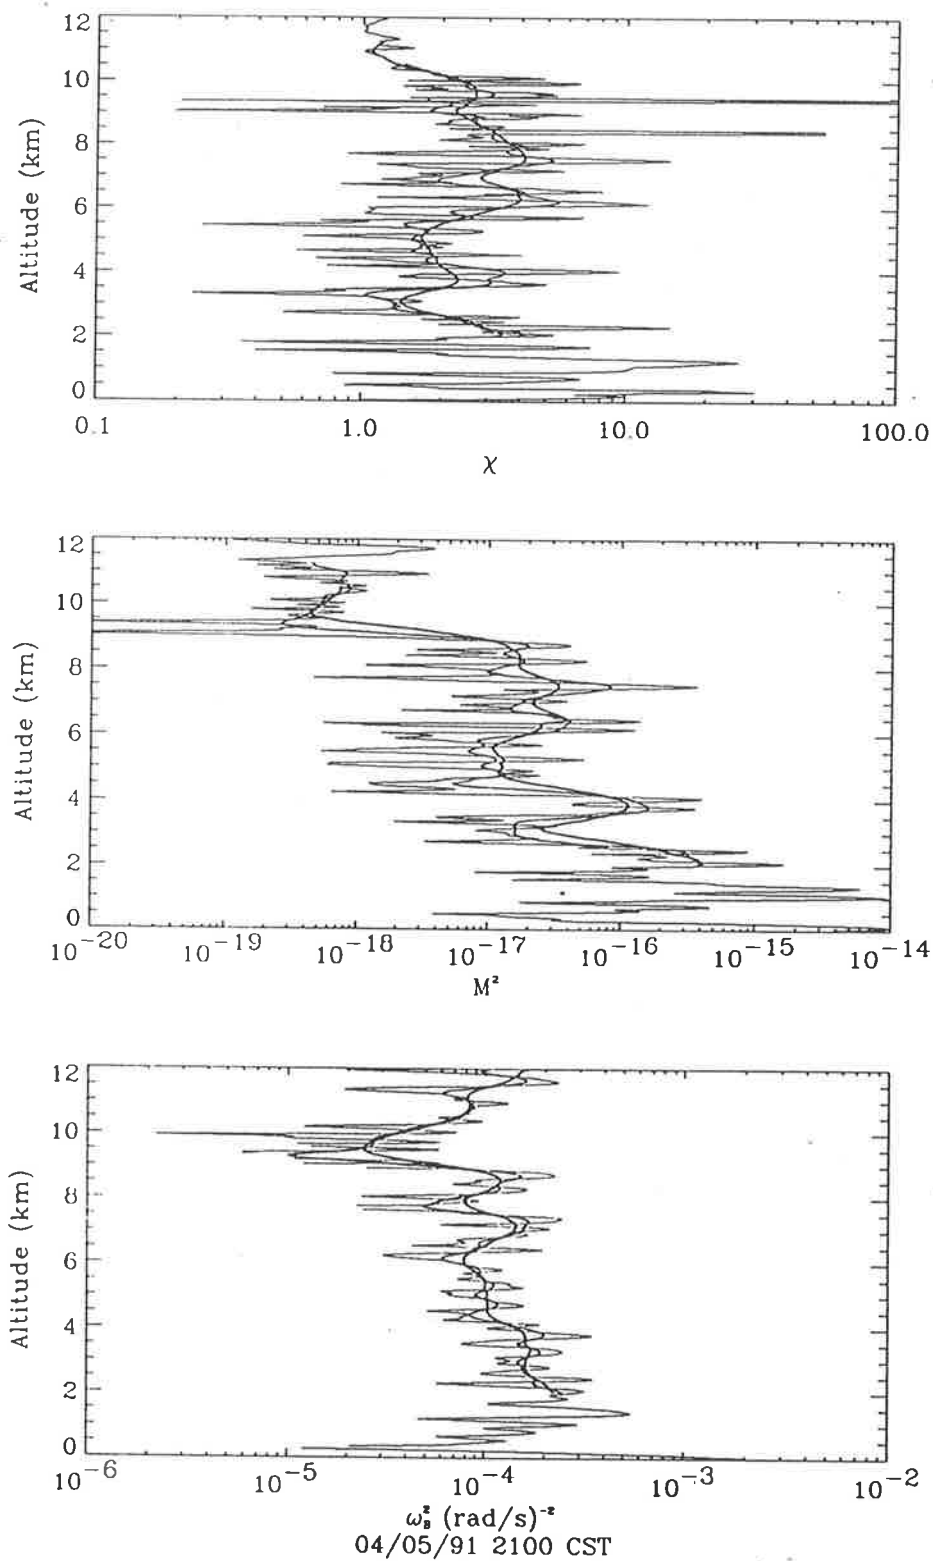 12
10
8
6
4
2
0
Altitude (km)
0.1 1.0 10.0 100.0
χ
12
10
8
6
4
2
0
Altitude (km)
10⁻²⁰ 10⁻¹⁹ 10⁻¹⁸ 10⁻¹⁷ 10⁻¹⁶ 10⁻¹⁵ 10⁻¹⁴
M²
12
10
8
6
4
2
0
Altitude (km)
10⁻⁶ 10⁻⁵ 10⁻⁴ 10⁻³ 10⁻²
ω_B² (rad/s)⁻²
04/05/91 2100 CST